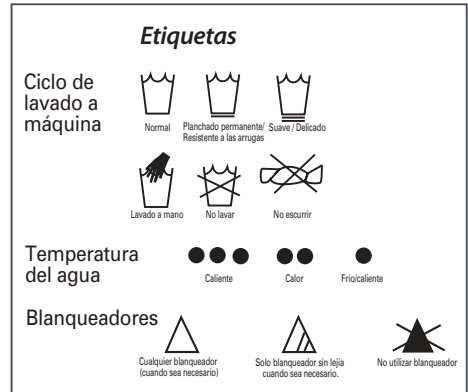 Etiquetas
Ciclo de
lavado a
máquina
Normal
Planchado permanente/
Resistente a las arrugas
Suave / Delicado
Lavado a mano
No lavar
No escurrir
Temperatura
del agua
Caliente
Calor
Frío/caliente
Blanqueadores
Cualquier blanqueador
(cuando sea necesario)
Solo blanqueador sin lejía
cuando sea necesario.
No utilizar blanqueador